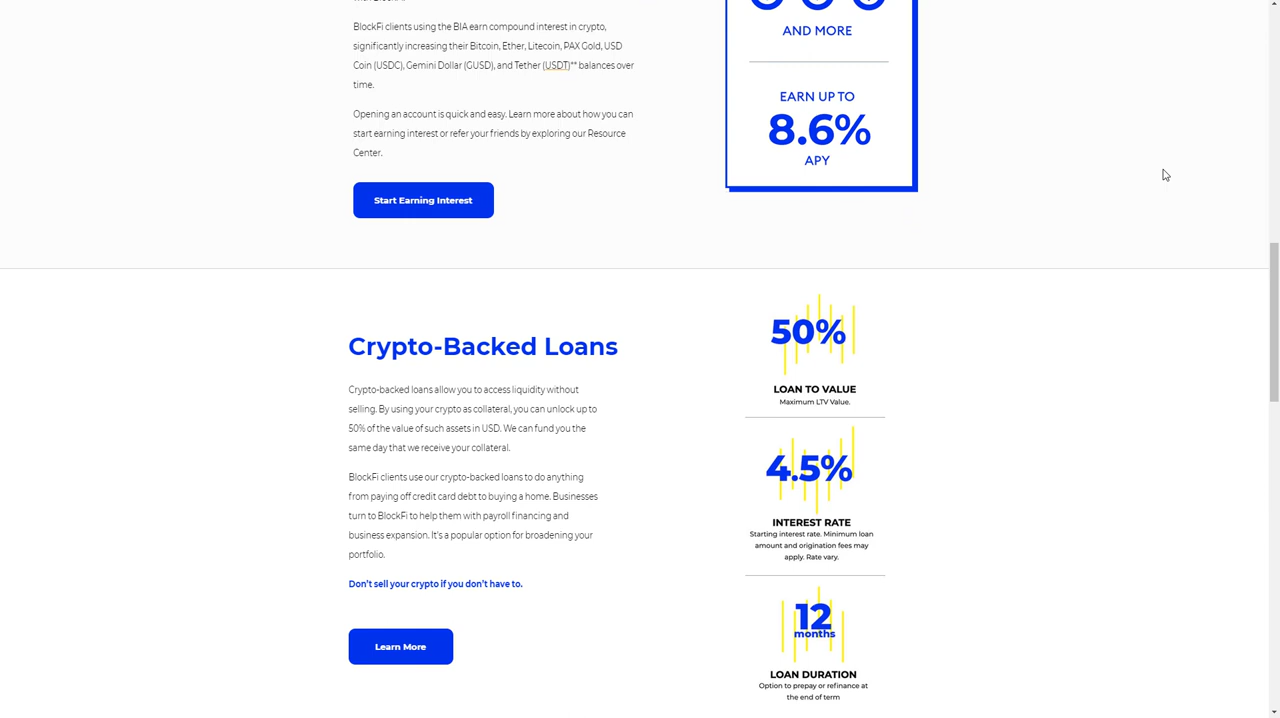 BlockFi clients using the BIA earn compound interest in crypto,
significantly increasing their Bitcoin, Ether, Litecoin, PAX Gold, USD
Coin (USDC), Gemini Dollar (GUSD), and Tether (USDT)** balances over
time.
Opening an account is quick and easy. Learn more about how you can
start earning interest or refer your friends by exploring our Resource
Center.
Start Earning Interest
AND MORE
EARN UP TO
8.6%
APY
Crypto-Backed Loans
Crypto-backed loans allow you to access liquidity without
selling. By using your crypto as collateral, you can unlock up to
50% of the value of such assets in USD. We can fund you the
same day that we receive your collateral.
BlockFi clients use our crypto-backed loans to do anything
from paying off credit card debt to buying a home. Businesses
turn to BlockFi to help them with payroll financing and
business expansion. It's a popular option for broadening your
portfolio.
Don't sell your crypto if you don't have to.
Learn More
50%
LOAN TO VALUE
Maximum LTV Value.
4.5%
INTEREST RATE
Starting interest rate. Minimum loan
amount and origination fees may
apply. Rate vary.
12
months
LOAN DURATION
Option to prepay or refinance at
the end of term